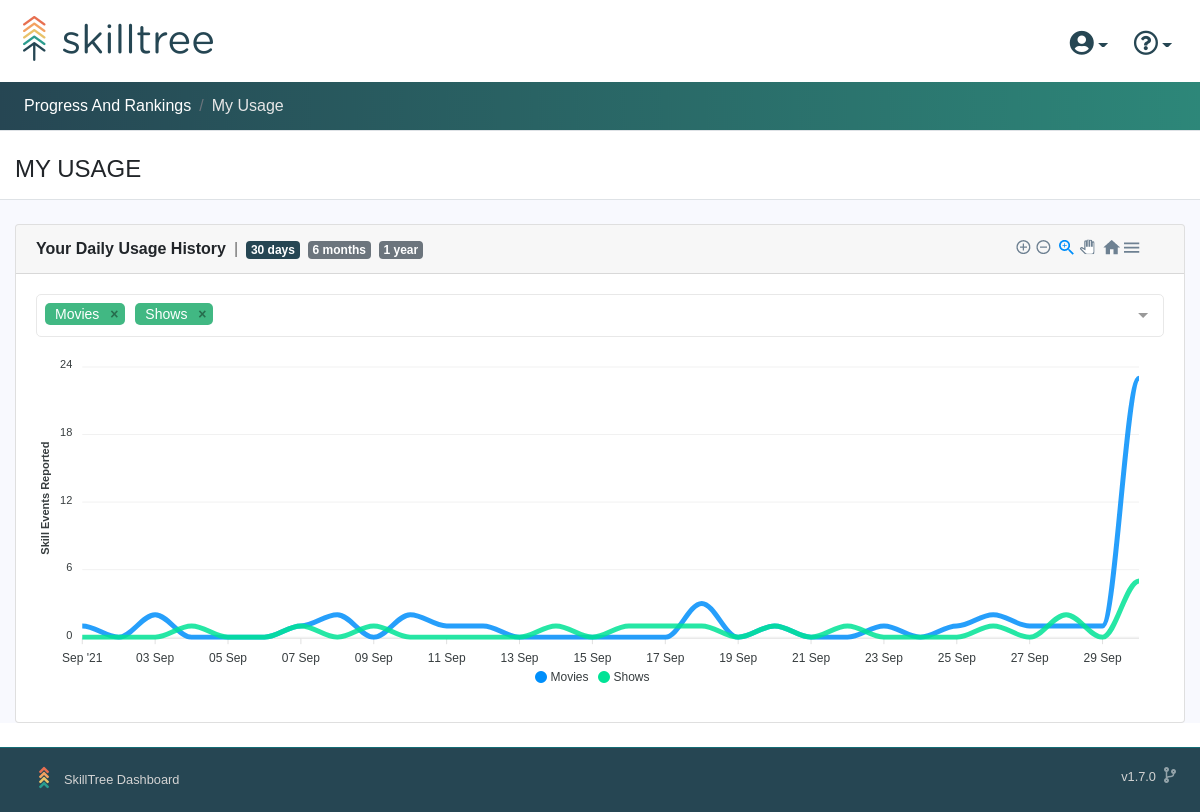 skilltree
Progress And Rankings / My Usage
MY USAGE
Your Daily Usage History | 30 days 6 months 1 year
Movies × Shows ×
24
18
12
6
0
Skill Events Reported
Sep '21 03 Sep 05 Sep 07 Sep 09 Sep 11 Sep 13 Sep 15 Sep 17 Sep 19 Sep 21 Sep 23 Sep 25 Sep 27 Sep 29 Sep
Movies Shows
SkillTree Dashboard
v1.7.0